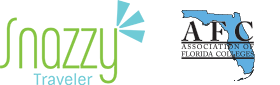 Snazzy
Traveler
AFC
ASSOCIATION OF
FLORIDA COLLEGES